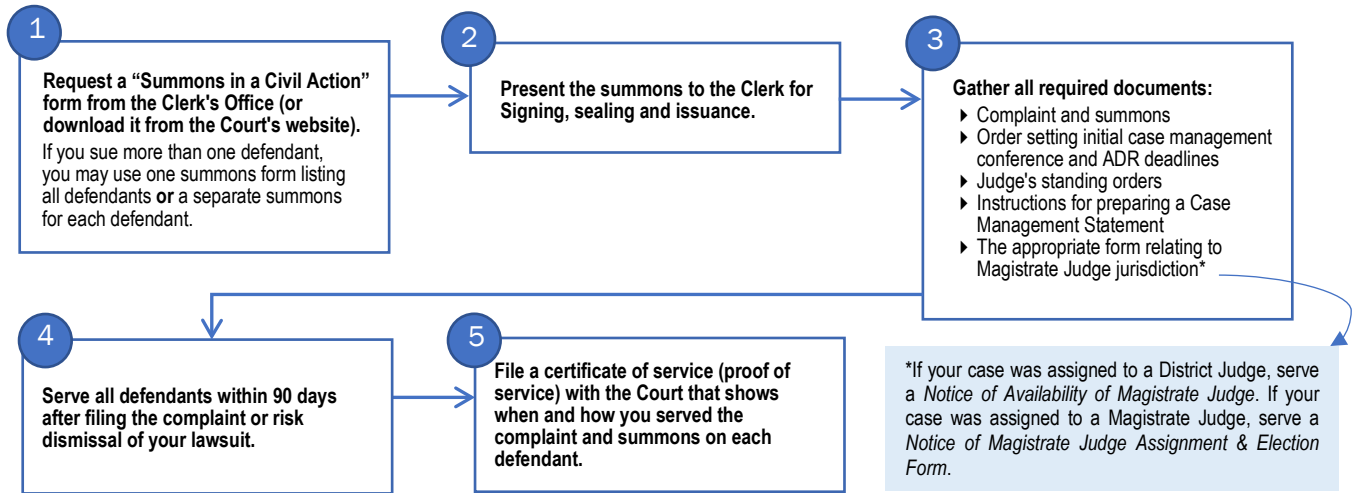 1
Request a “Summons in a Civil Action”
form from the Clerk's Office (or
download it from the Court's website).
If you sue more than one defendant,
you may use one summons form listing
all defendants or a separate summons
for each defendant.
2
Present the summons to the Clerk for
Signing, sealing and issuance.
3
Gather all required documents:
Complaint and summons
Order setting initial case management
conference and ADR deadlines
Judge's standing orders
Instructions for preparing a Case
Management Statement
The appropriate form relating to
Magistrate Judge jurisdiction*
4
Serve all defendants within 90 days
after filing the complaint or risk
dismissal of your lawsuit.
5
File a certificate of service (proof of
service) with the Court that shows
when and how you served the
complaint and summons on each
defendant.
*If your case was assigned to a District Judge, serve
a Notice of Availability of Magistrate Judge. If your
case was assigned to a Magistrate Judge, serve a
Notice of Magistrate Judge Assignment & Election
Form.